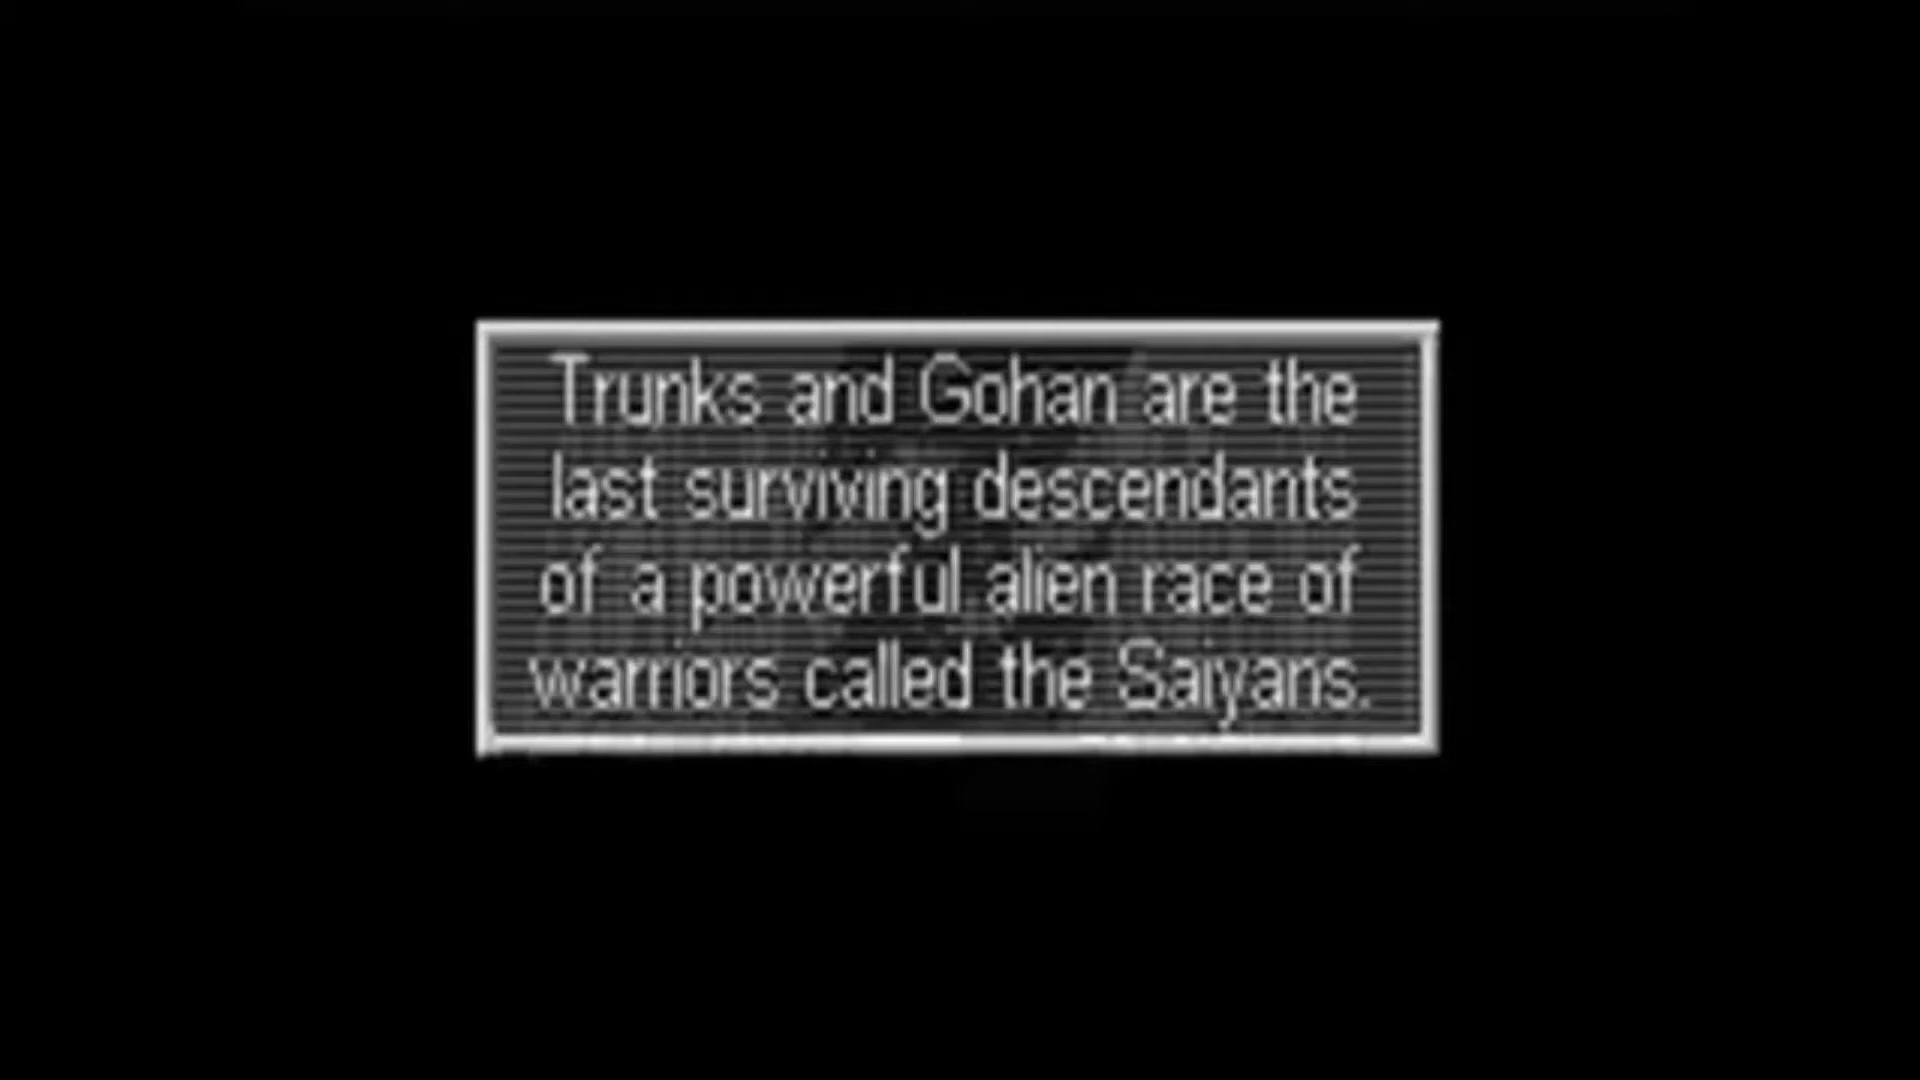 Trunks and Gohan are the
last surviving descendants
of a powerful alien race of
warriors called the Saiyans.